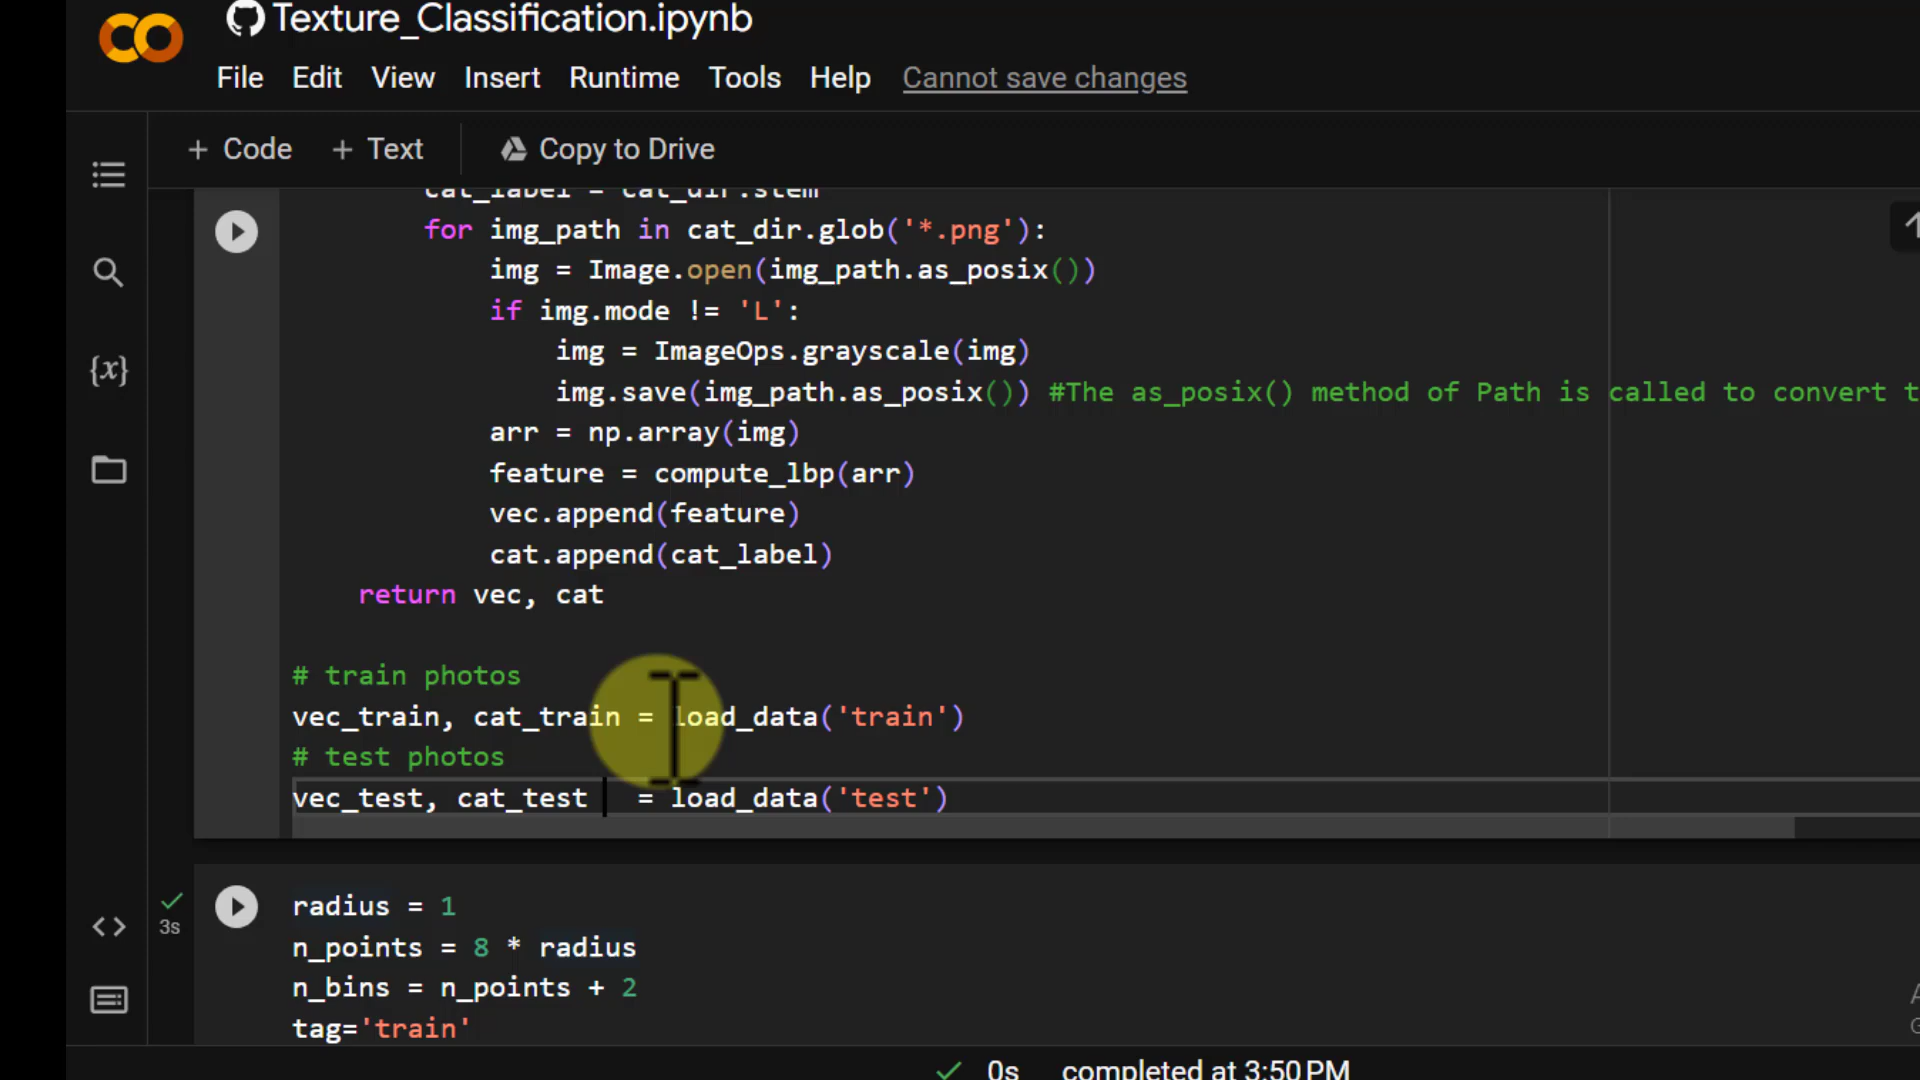 Texture_Classification.ipynb
File Edit View Insert Runtime Tools Help Cannot save changes
+ Code + Text Copy to Drive
cat_label = cat_dir.stem
for img_path in cat_dir.glob('*.png'):
img = Image.open(img_path.as_posix())
if img.mode != 'L':
img = ImageOps.grayscale(img)
img.save(img_path.as_posix()) #The as_posix() method of Path is called to convert t
arr = np.array(img)
feature = compute_lbp(arr)
vec.append(feature)
cat.append(cat_label)
return vec, cat
# train photos
vec_train, cat_train = load_data('train')
# test photos
vec_test, cat_test = load_data('test')
3s
radius = 1
n_points = 8 * radius
n_bins = n_points + 2
tag='train'
0s completed at 3:50 PM